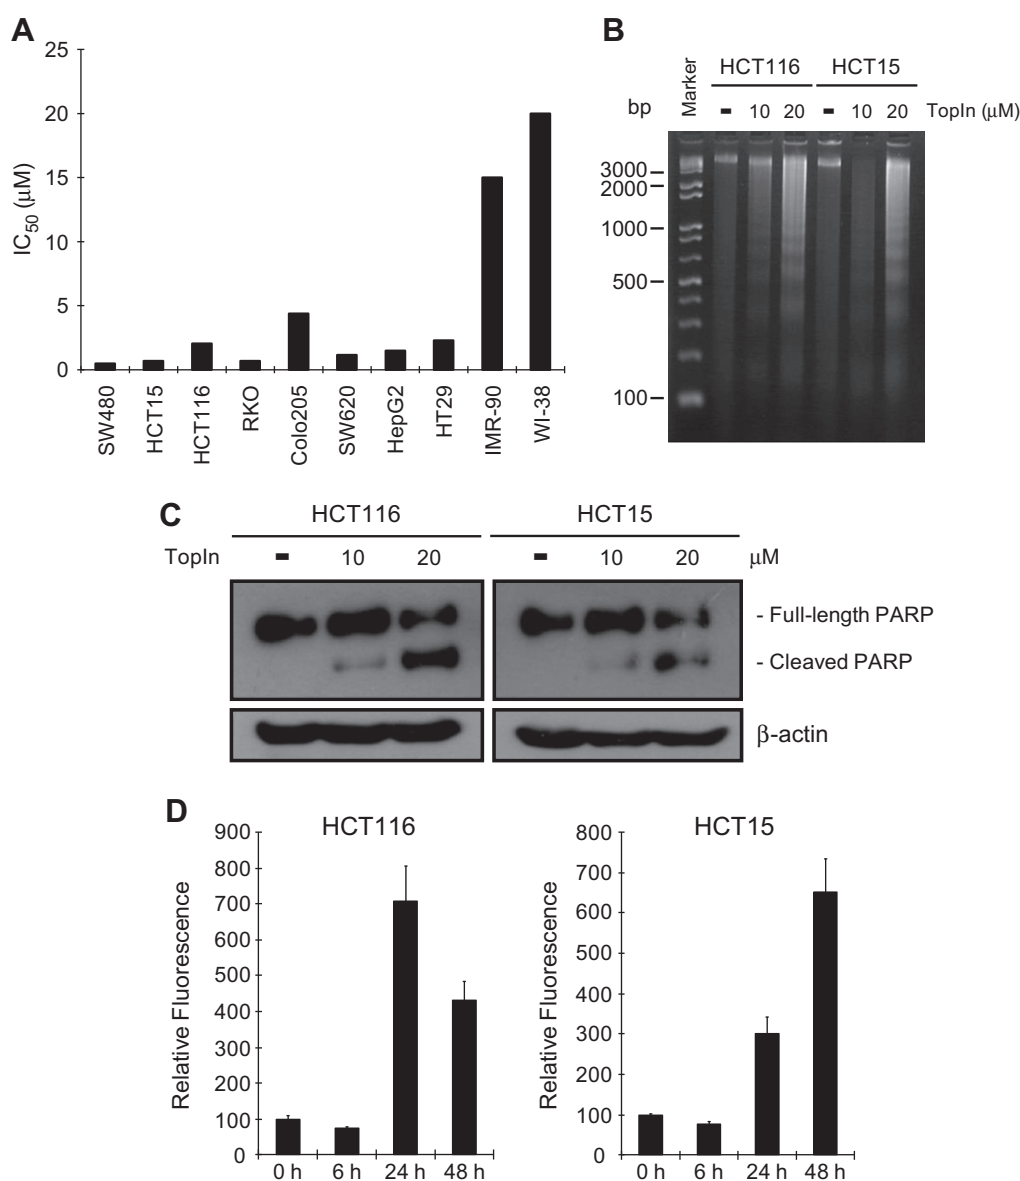 A
25
20
15
10
5
0
IC50 (μM)
SW480
HCT15
HCT116
RKO
Colo205
SW620
HepG2
HT29
IMR-90
WI-38
B
Marker
HCT116 HCT15
bp - 10 20 - 10 20 TopIn (μM)
3000
2000
1000
500
100
C
HCT116 HCT15
TopIn - 10 20 - 10 20 μM
- Full-length PARP
- Cleaved PARP
β-actin
D
HCT116
900
800
700
600
500
400
300
200
100
0
Relative Fluorescence
0 h 6 h 24 h 48 h
HCT15
800
700
600
500
400
300
200
100
0
Relative Fluorescence
0 h 6 h 24 h 48 h